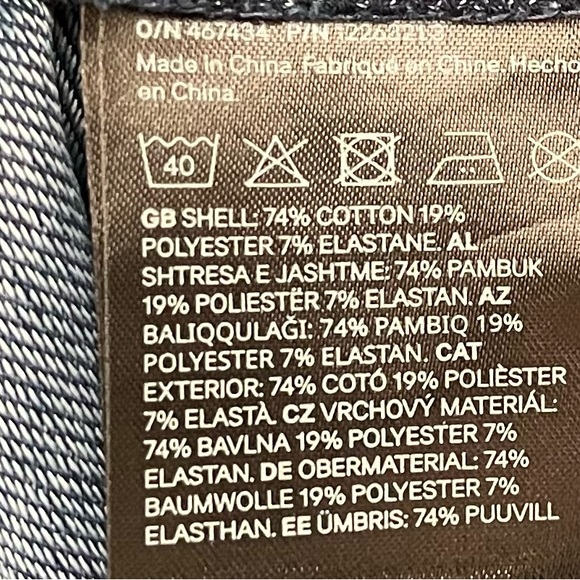 O/N 467434 P/N 12263213
Made in China. Fabriqué en Chine. Hecho
en China.
40
GB SHELL: 74% COTTON 19%
POLYESTER 7% ELASTANE. AL
SHTRESA E JASHTME: 74% PAMBUK
19% POLIESTËR 7% ELASTAN. AZ
BALIQQULAĞI: 74% PAMBIQ 19%
POLYESTER 7% ELASTAN. CAT
EXTERIOR: 74% COTÓ 19% POLIÈSTER
7% ELASTÀ. CZ VRCHOVÝ MATERIÁL:
74% BAVLNA 19% POLYESTER 7%
ELASTAN. DE OBERMATERIAL: 74%
BAUMWOLLE 19% POLYESTER 7%
ELASTHAN. EE ÜMBRIS: 74% PUUVILL